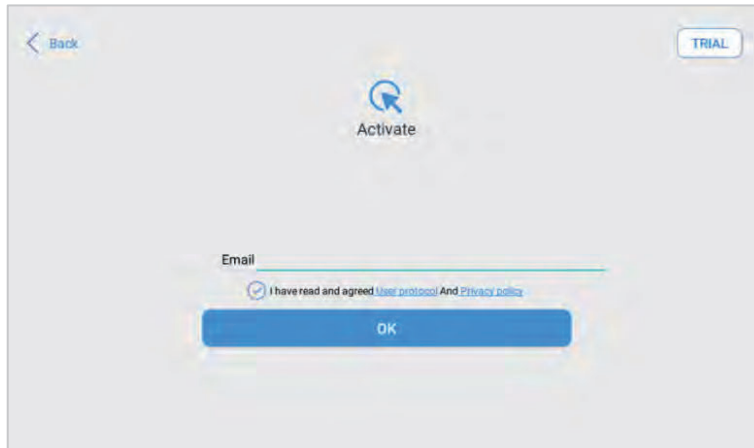 Back
TRIAL
Activate
Email
I have read and agreed User protocol And Privacy policy
OK